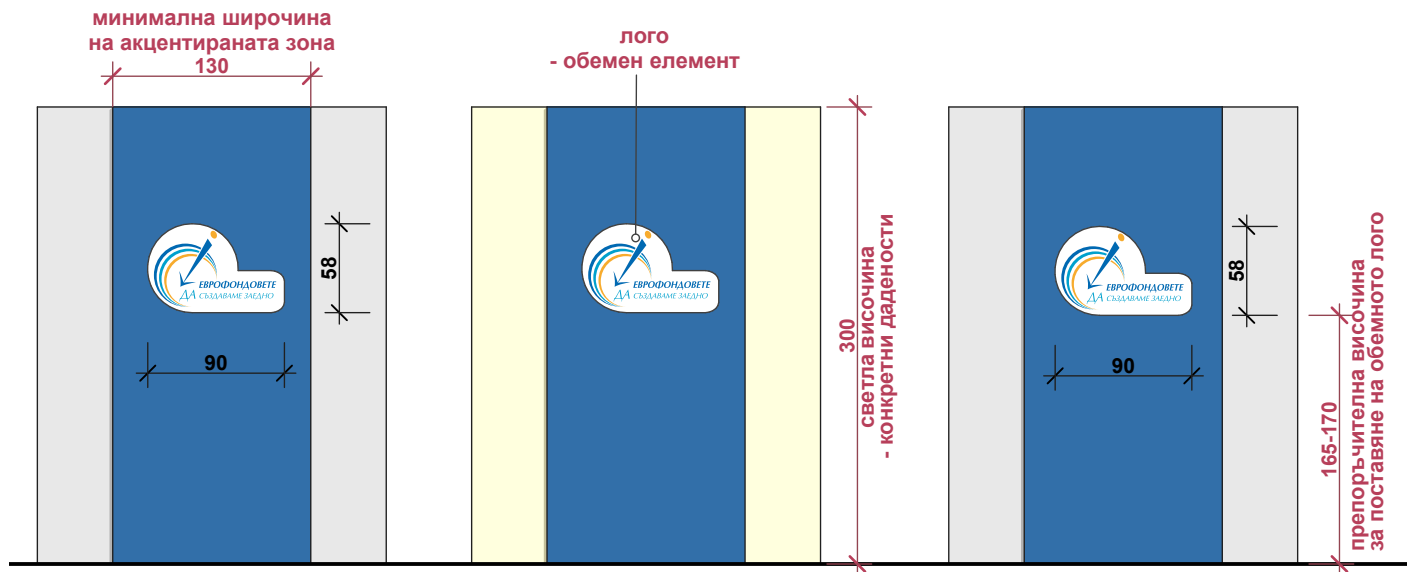 минимална широчина
на акцентираната зона
130
лого
- обемен елемент
ЕВРОФОНДОВЕТЕ
ДА СЪЗДАВАМЕ ЗАЕДНО
58
90
ЕВРОФОНДОВЕТЕ
ДА СЪЗДАВАМЕ ЗАЕДНО
300
светла височина
- конкретни дадености
ЕВРОФОНДОВЕТЕ
ДА СЪЗДАВАМЕ ЗАЕДНО
58
90
165-170
препоръчителна височина
за поставяне на обемното лого